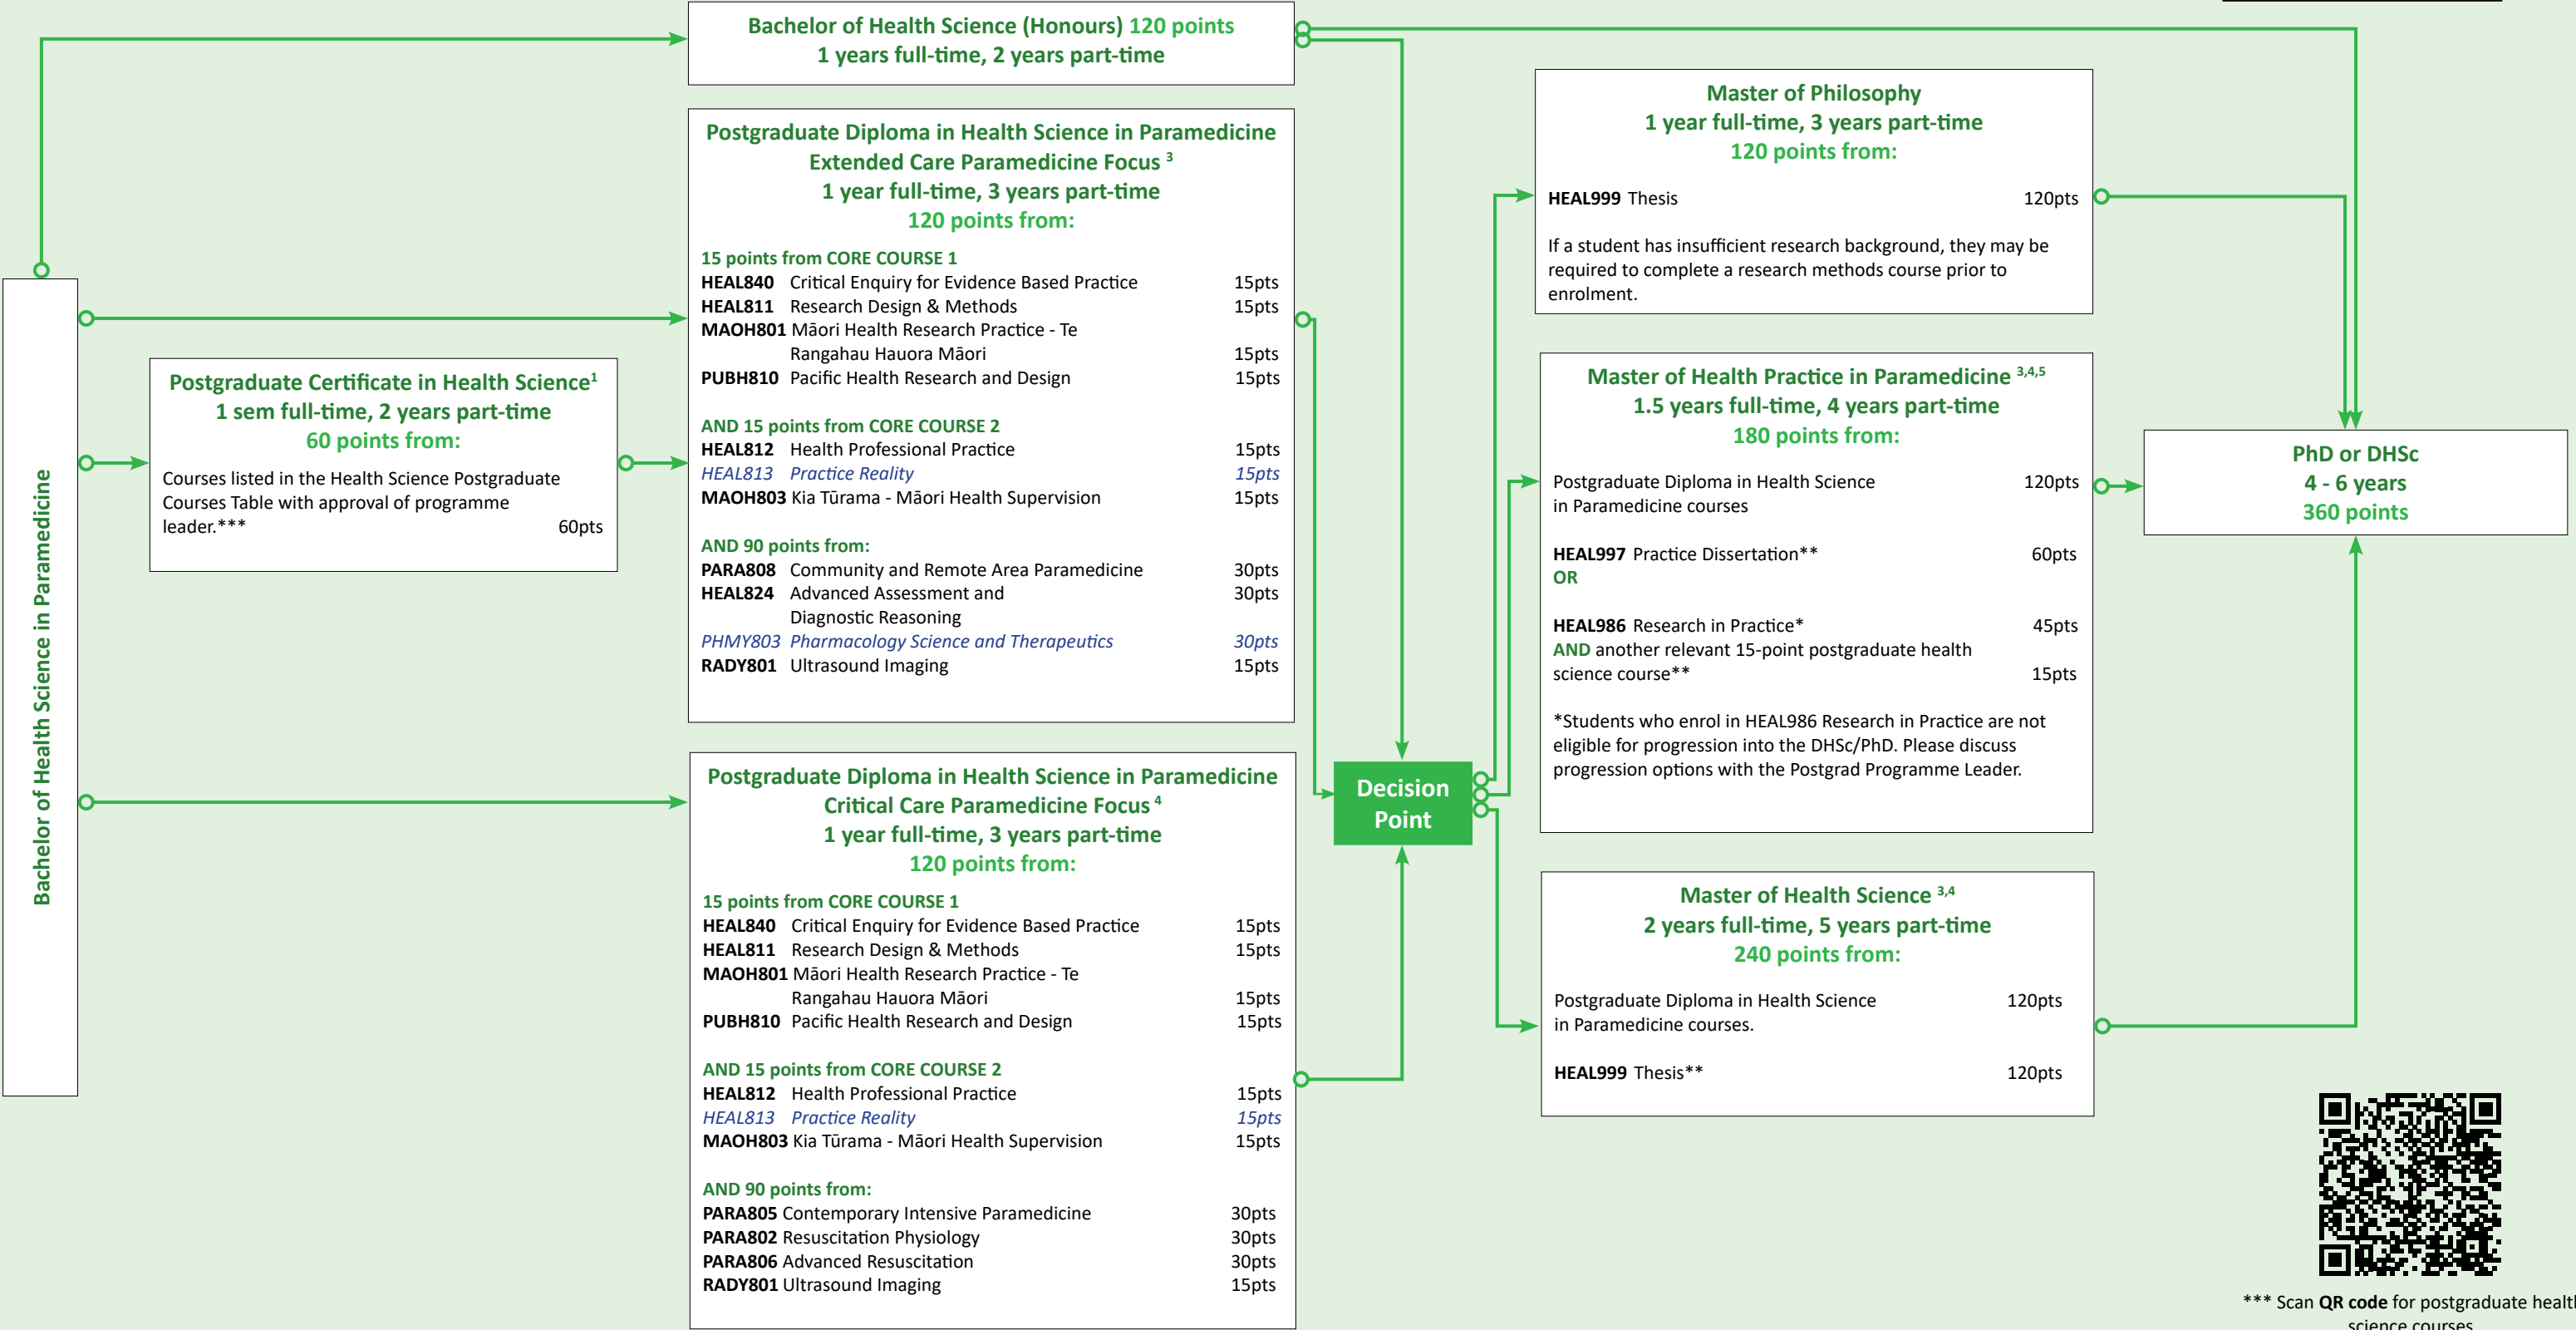 Bachelor of Health Science in Paramedicine
Bachelor of Health Science (Honours) 120 points
1 years full-time, 2 years part-time
Postgraduate Certificate in Health Science1
1 sem full-time, 2 years part-time
60 points from:
Courses listed in the Health Science Postgraduate
Courses Table with approval of programme
leader.*** 60pts
Postgraduate Diploma in Health Science in Paramedicine
Extended Care Paramedicine Focus 3
1 year full-time, 3 years part-time
120 points from:
15 points from CORE COURSE 1
HEAL840 Critical Enquiry for Evidence Based Practice 15pts
HEAL811 Research Design & Methods 15pts
MAOH801 Māori Health Research Practice - Te
Rangahau Hauora Māori 15pts
PUBH810 Pacific Health Research and Design 15pts
AND 15 points from CORE COURSE 2
HEAL812 Health Professional Practice 15pts
HEAL813 Practice Reality 15pts
MAOH803 Kia Tūrama - Māori Health Supervision 15pts
AND 90 points from:
PARA808 Community and Remote Area Paramedicine 30pts
HEAL824 Advanced Assessment and 30pts
Diagnostic Reasoning
PHMY803 Pharmacology Science and Therapeutics 30pts
RADY801 Ultrasound Imaging 15pts
Postgraduate Diploma in Health Science in Paramedicine
Critical Care Paramedicine Focus 4
1 year full-time, 3 years part-time
120 points from:
15 points from CORE COURSE 1
HEAL840 Critical Enquiry for Evidence Based Practice 15pts
HEAL811 Research Design & Methods 15pts
MAOH801 Māori Health Research Practice - Te
Rangahau Hauora Māori 15pts
PUBH810 Pacific Health Research and Design 15pts
AND 15 points from CORE COURSE 2
HEAL812 Health Professional Practice 15pts
HEAL813 Practice Reality 15pts
MAOH803 Kia Tūrama - Māori Health Supervision 15pts
AND 90 points from:
PARA805 Contemporary Intensive Paramedicine 30pts
PARA802 Resuscitation Physiology 30pts
PARA806 Advanced Resuscitation 30pts
RADY801 Ultrasound Imaging 15pts
Decision
Point
Master of Philosophy
1 year full-time, 3 years part-time
120 points from:
HEAL999 Thesis 120pts
If a student has insufficient research background, they may be
required to complete a research methods course prior to
enrolment.
Master of Health Practice in Paramedicine 3,4,5
1.5 years full-time, 4 years part-time
180 points from:
Postgraduate Diploma in Health Science 120pts
in Paramedicine courses
HEAL997 Practice Dissertation** 60pts
OR
HEAL986 Research in Practice* 45pts
AND another relevant 15-point postgraduate health
science course** 15pts
*Students who enrol in HEAL986 Research in Practice are not
eligible for progression into the DHSc/PhD. Please discuss
progression options with the Postgrad Programme Leader.
Master of Health Science 3,4
2 years full-time, 5 years part-time
240 points from:
Postgraduate Diploma in Health Science 120pts
in Paramedicine courses.
HEAL999 Thesis** 120pts
PhD or DHSc
4 - 6 years
360 points
*** Scan QR code for postgraduate health
science courses